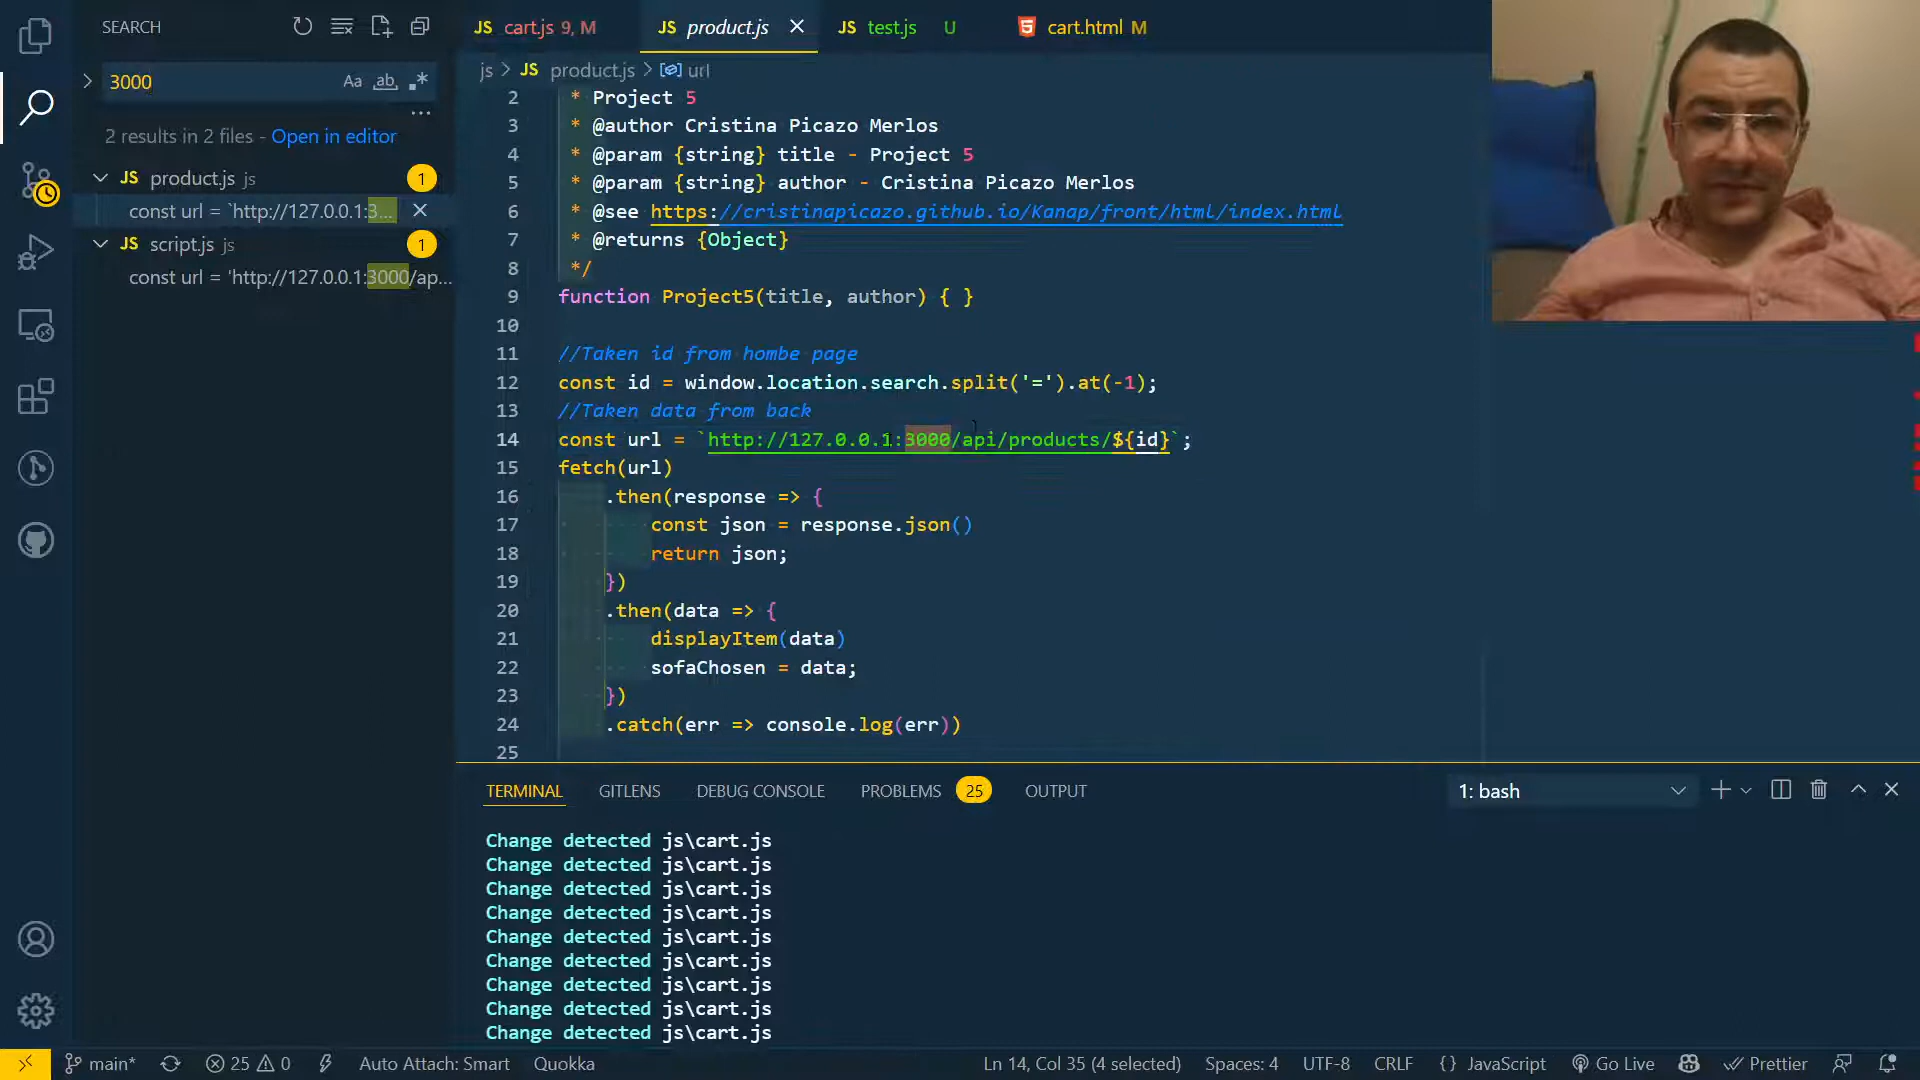 SEARCH
3000
Aa ab .*
2 results in 2 files - Open in editor
JS product.js js 1
const url = `http://127.0.0.1:3...
JS script.js js 1
const url = 'http://127.0.0.1:3000/ap...
JS cart.js 9, M
JS product.js
JS test.js U
cart.html M
js > JS product.js > url
2 * Project 5
3 * @author Cristina Picazo Merlos
4 * @param {string} title - Project 5
5 * @param {string} author - Cristina Picazo Merlos
6 * @see https://cristinapicazo.github.io/Kanap/front/html/index.html
7 * @returns {Object}
8 */
9 function Project5(title, author) { }
10
11 //Taken id from hombe page
12 const id = window.location.search.split('=').at(-1);
13 //Taken data from back
14 const url = `http://127.0.0.1:3000/api/products/${id}`;
15 fetch(url)
16 .then(response => {
17 const json = response.json()
18 return json;
19 })
20 .then(data => {
21 displayItem(data)
22 sofaChosen = data;
23 })
24 .catch(err => console.log(err))
25
TERMINAL GITLENS DEBUG CONSOLE PROBLEMS 25 OUTPUT
1: bash
Change detected js\cart.js
Change detected js\cart.js
Change detected js\cart.js
Change detected js\cart.js
Change detected js\cart.js
Change detected js\cart.js
Change detected js\cart.js
Change detected js\cart.js
Change detected js\cart.js
main* 25 0 Auto Attach: Smart Quokka Ln 14, Col 35 (4 selected) Spaces: 4 UTF-8 CRLF {} JavaScript Go Live Prettier